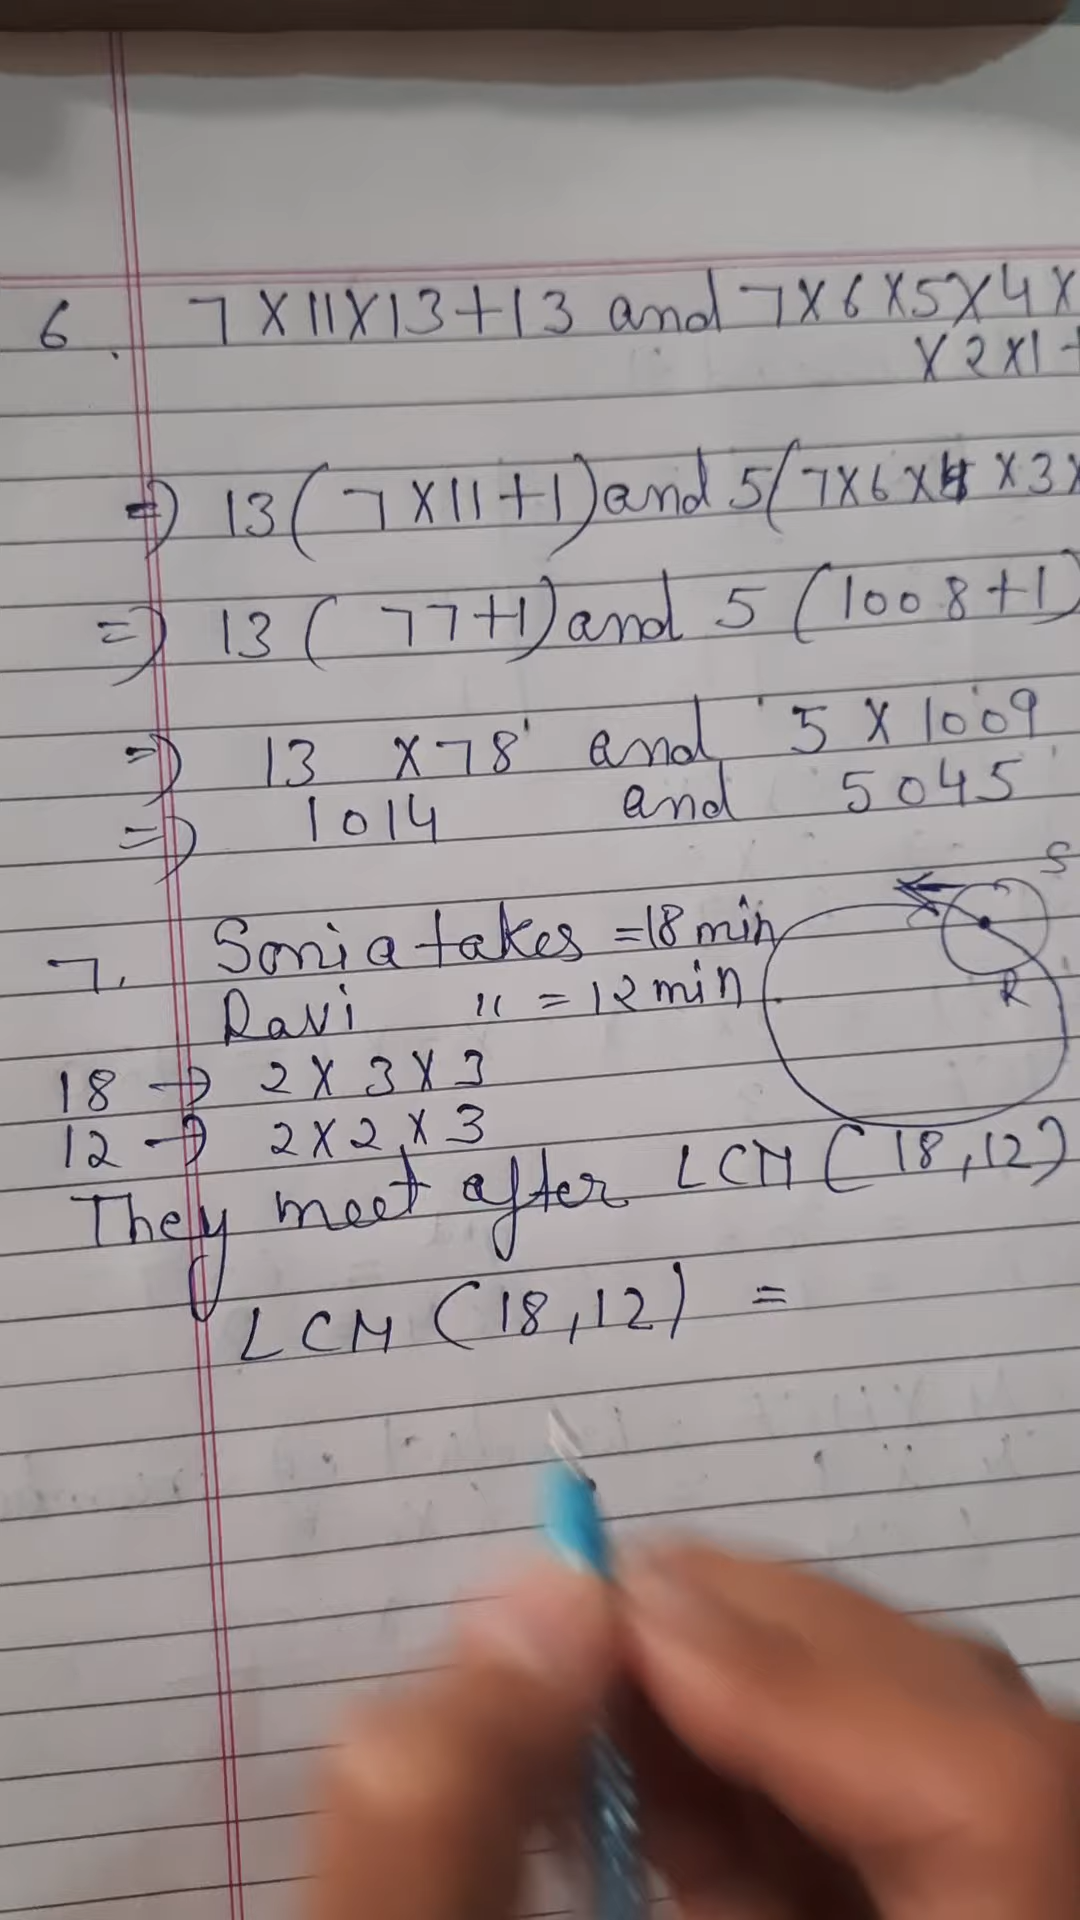 6. 7×11×13+13 and 7×6×5×4×
×2×1+
=) 13(7×11+1) and 5(7×6×4×3×
=) 13(77+1) and 5(1008+1)
=) 13 ×78 and 5×1009
=) 1014 and 5045
S
7. Sonia takes =18 min
R
Ravi " = 12 min
18 → 2×3×3
12 → 2×2×3
They meet after LCM(18,12)
LCM(18,12) =